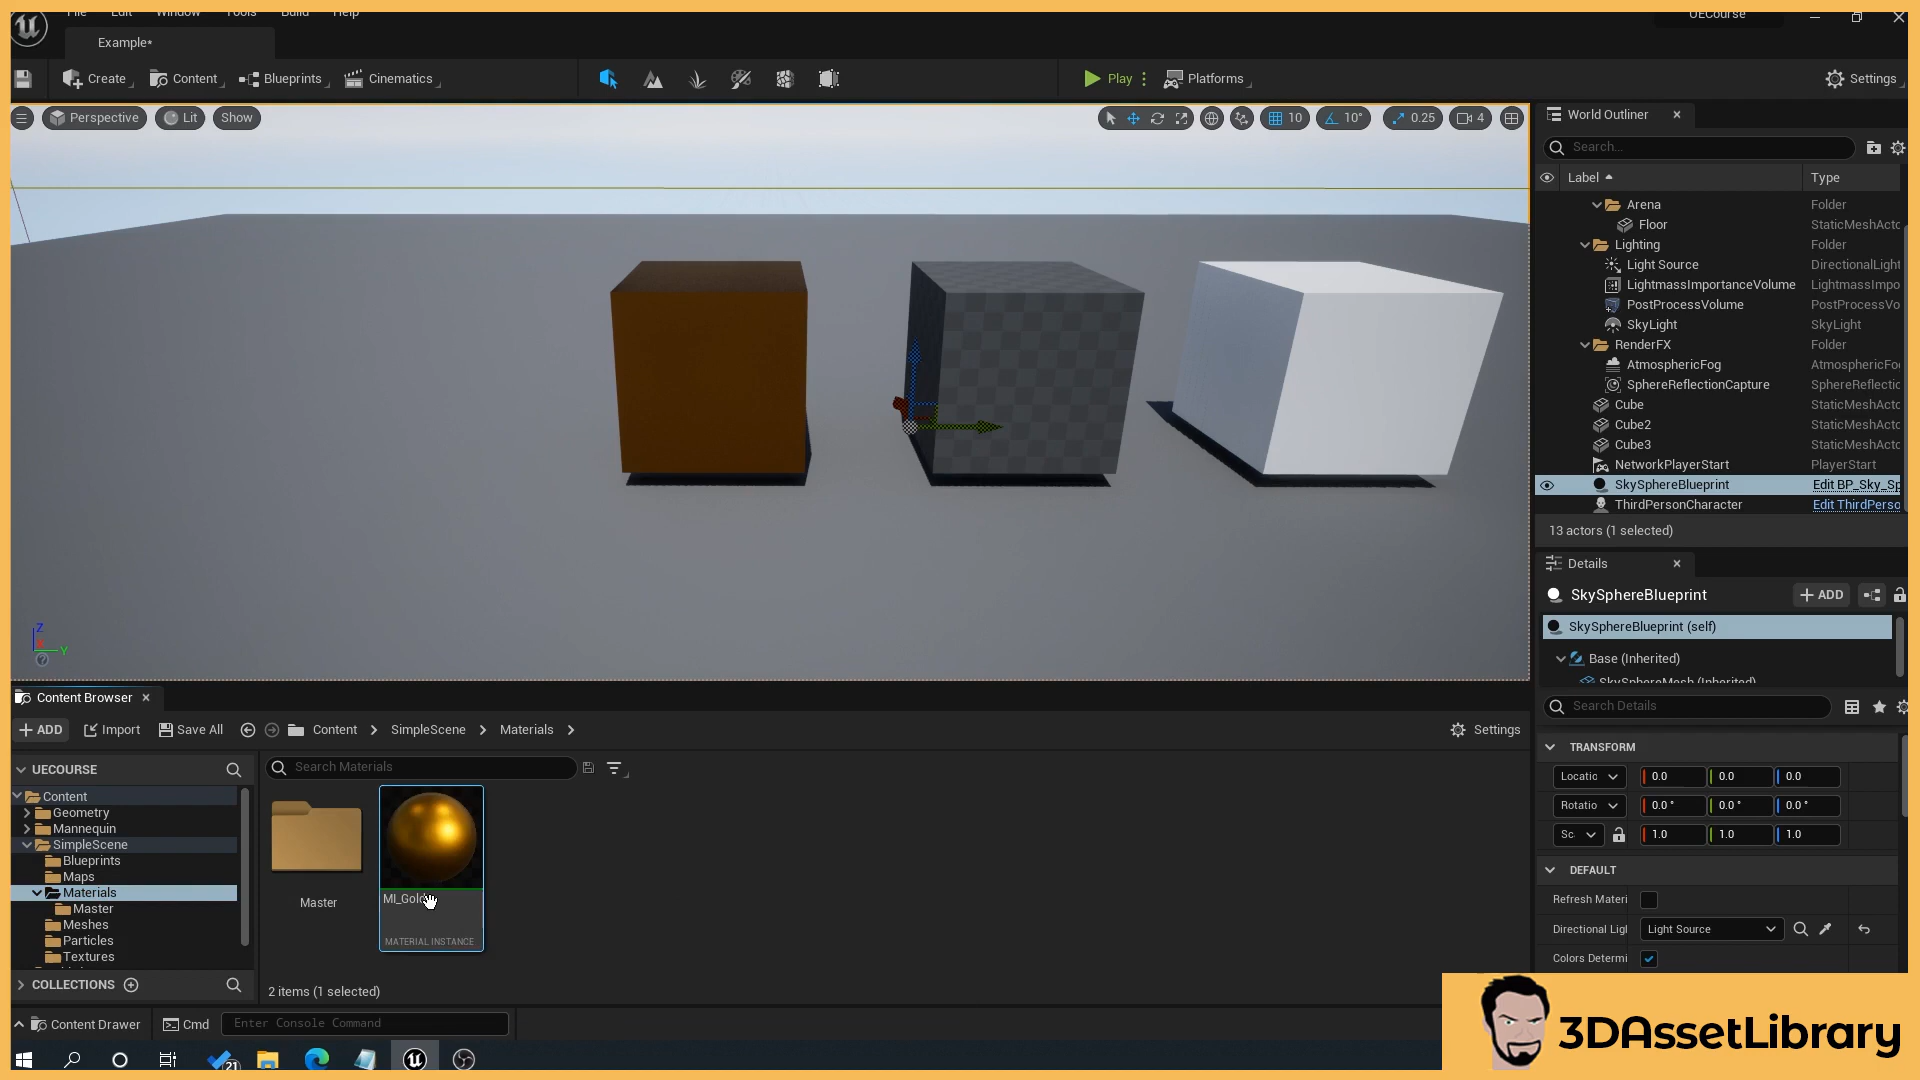 File Edit Window Tools Build Help
UECourse
Example*
Create
Content
Blueprints
Cinematics
Play
Platforms
Settings
Perspective
Lit
Show
10
10°
0.25
4
World Outliner
Search...
Label
Type
Arena Folder
Floor StaticMeshActo
Lighting Folder
Light Source DirectionalLight
LightmassImportanceVolume LightmassImpo
PostProcessVolume PostProcessVo
SkyLight SkyLight
RenderFX Folder
AtmosphericFog AtmosphericFo
SphereReflectionCapture SphereReflectic
Cube StaticMeshActo
Cube2 StaticMeshActo
Cube3 StaticMeshActo
NetworkPlayerStart PlayerStart
SkySphereBlueprint Edit BP_Sky_Sp
ThirdPersonCharacter Edit ThirdPerso
13 actors (1 selected)
Details
SkySphereBlueprint
ADD
SkySphereBlueprint (self)
Base (Inherited)
SkySphereMesh (Inherited)
Search Details
TRANSFORM
Locatic 0.0 0.0 0.0
Rotatio 0.0 ° 0.0 ° 0.0 °
Sc 1.0 1.0 1.0
DEFAULT
Refresh Materi
Directional Ligl Light Source
Colors Determi
Z
Y
Content Browser
ADD
Import
Save All
Content
SimpleScene
Materials
Settings
UECOURSE
Search Materials
Content
Geometry
Mannequin
SimpleScene
Blueprints
Maps
Materials
Master
Meshes
Particles
Textures
COLLECTIONS
Master
MI_Gold
MATERIAL INSTANCE
2 items (1 selected)
Content Drawer
Cmd
Enter Console Command
21
3DAssetLibrary